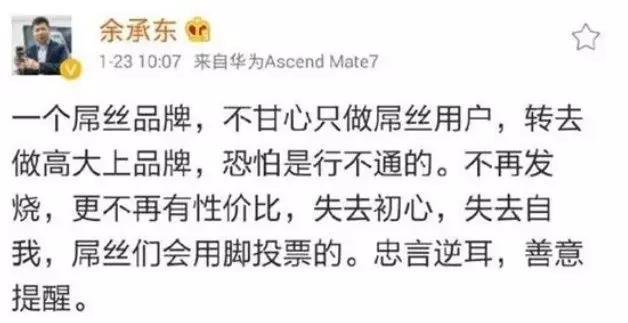 余承东
1-23 10:07 来自华为Ascend Mate7
一个屌丝品牌，不甘心只做屌丝用户，转去
做高大上品牌，恐怕是行不通的。不再发
烧，更不再有性价比，失去初心，失去自
我，屌丝们会用脚投票的。忠言逆耳，善意
提醒。